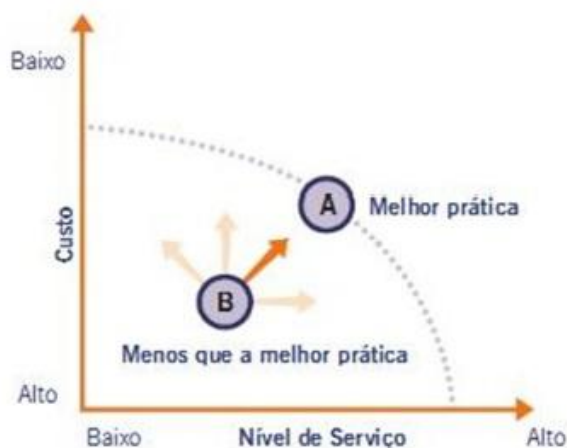 Baixo
A
Melhor prática
Custo
B
Menos que a melhor prática
Alto
Baixo
Nível de Serviço
Alto